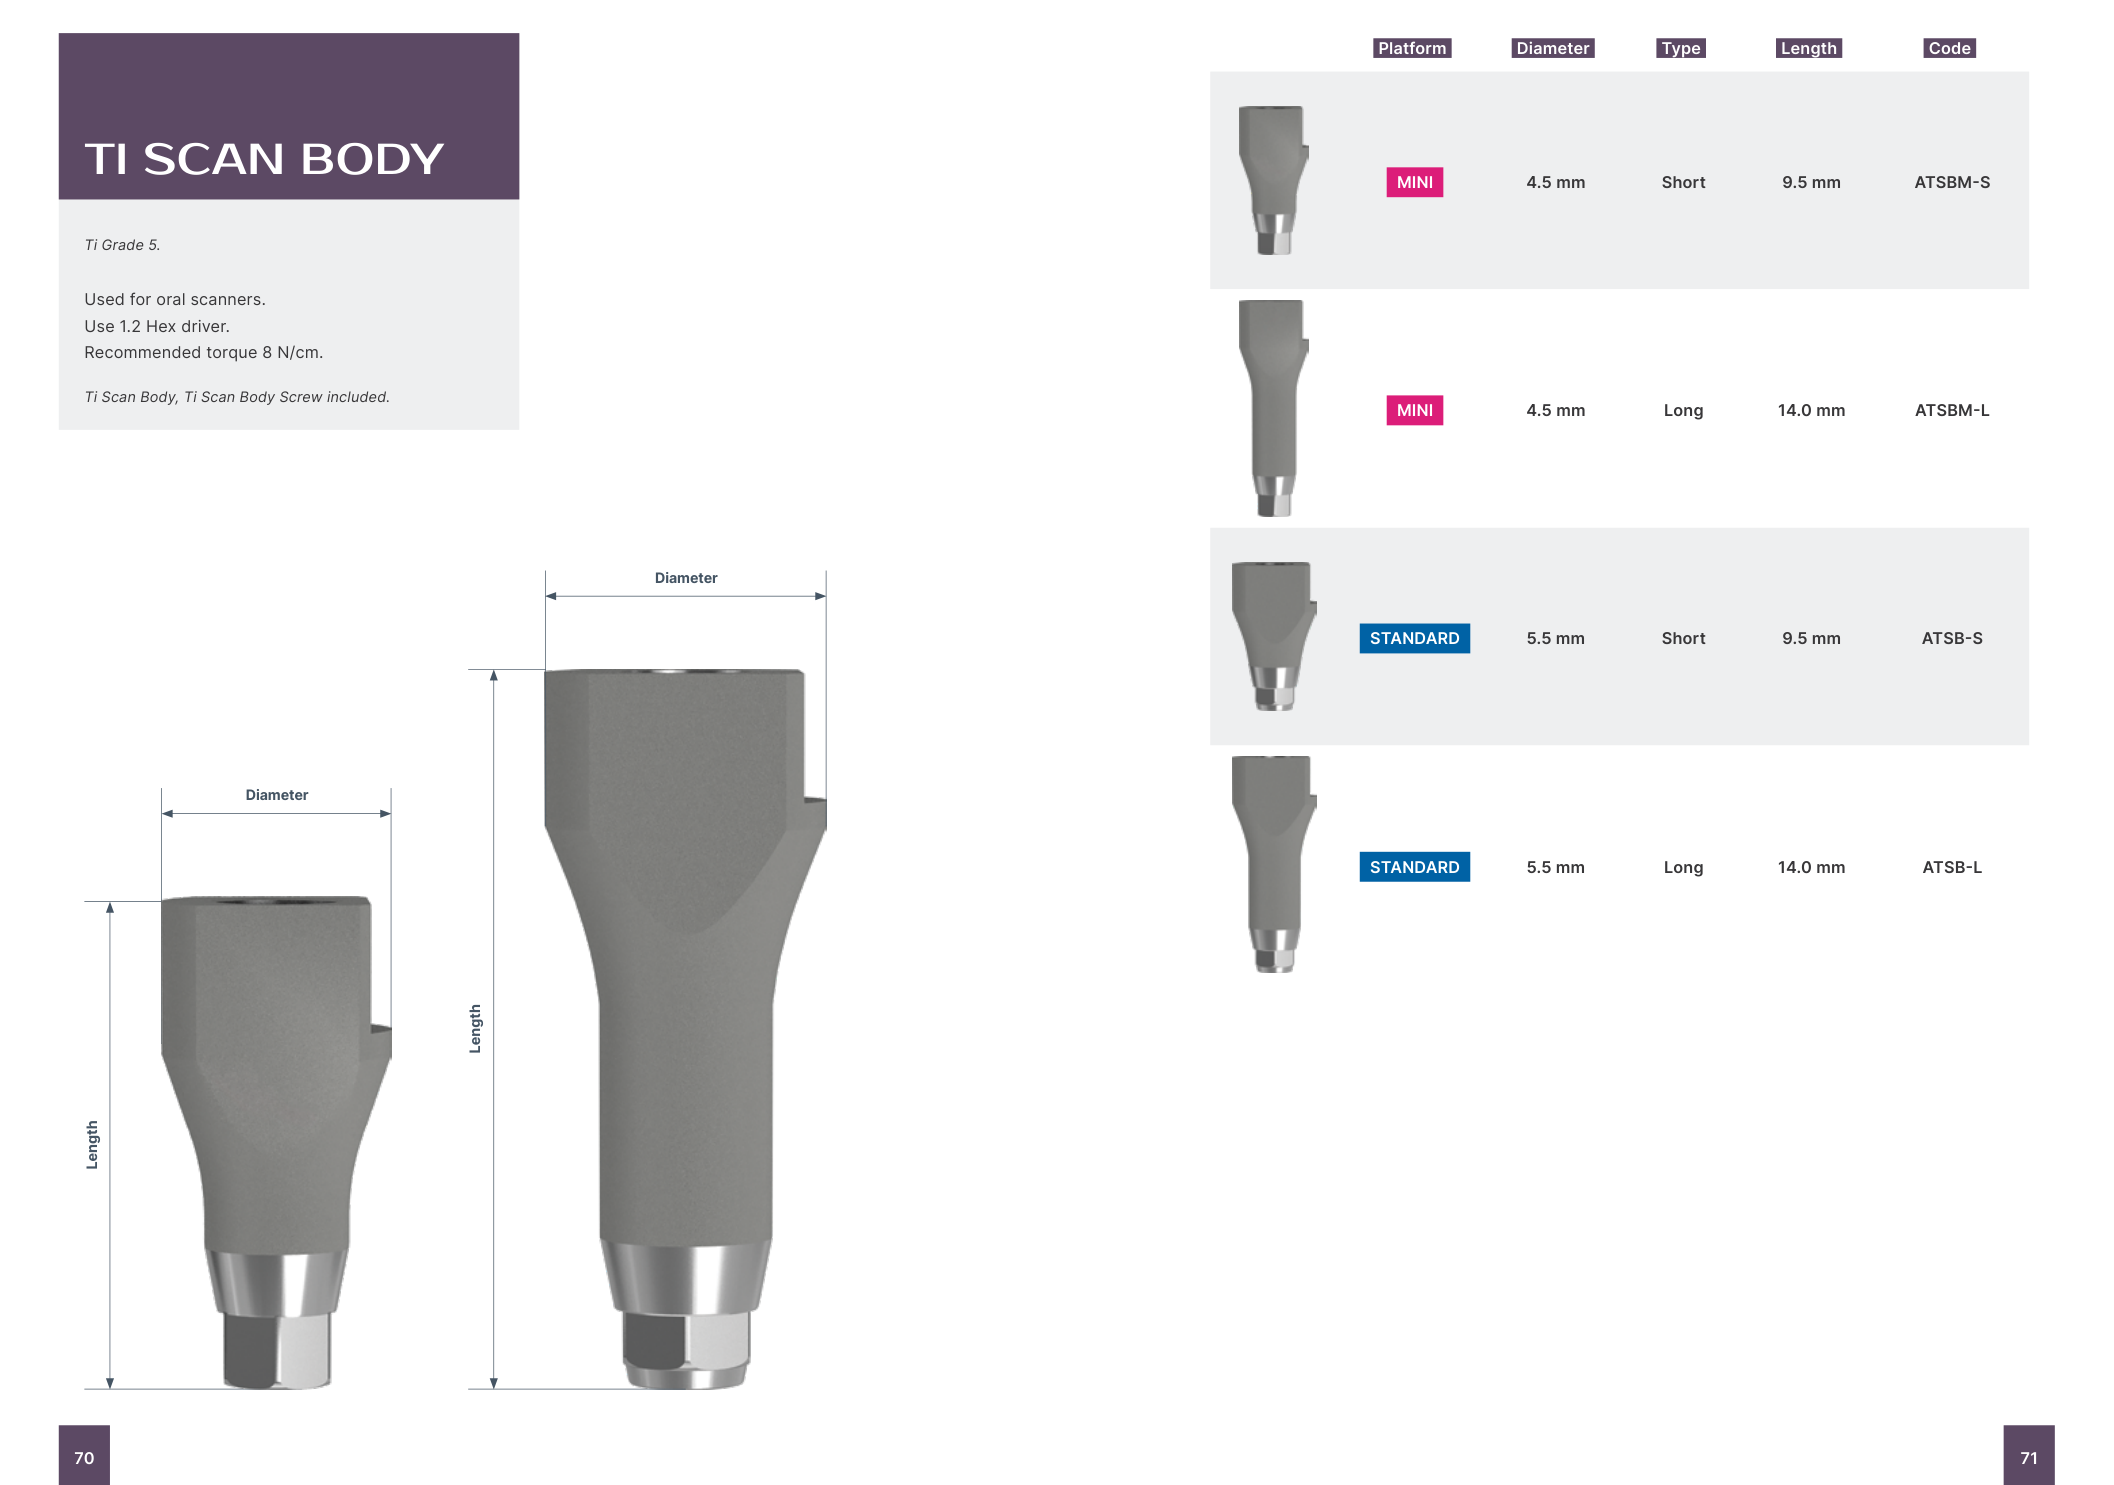 TI SCAN BODY
Ti Grade 5.
Used for oral scanners.
Use 1.2 Hex driver.
Recommended torque 8 N/cm.
Ti Scan Body, Ti Scan Body Screw included.
Diameter
Length
Diameter
Length
70
Platform Diameter Type Length Code
MINI 4.5 mm Short 9.5 mm ATSBM-S
MINI 4.5 mm Long 14.0 mm ATSBM-L
STANDARD 5.5 mm Short 9.5 mm ATSB-S
STANDARD 5.5 mm Long 14.0 mm ATSB-L
71